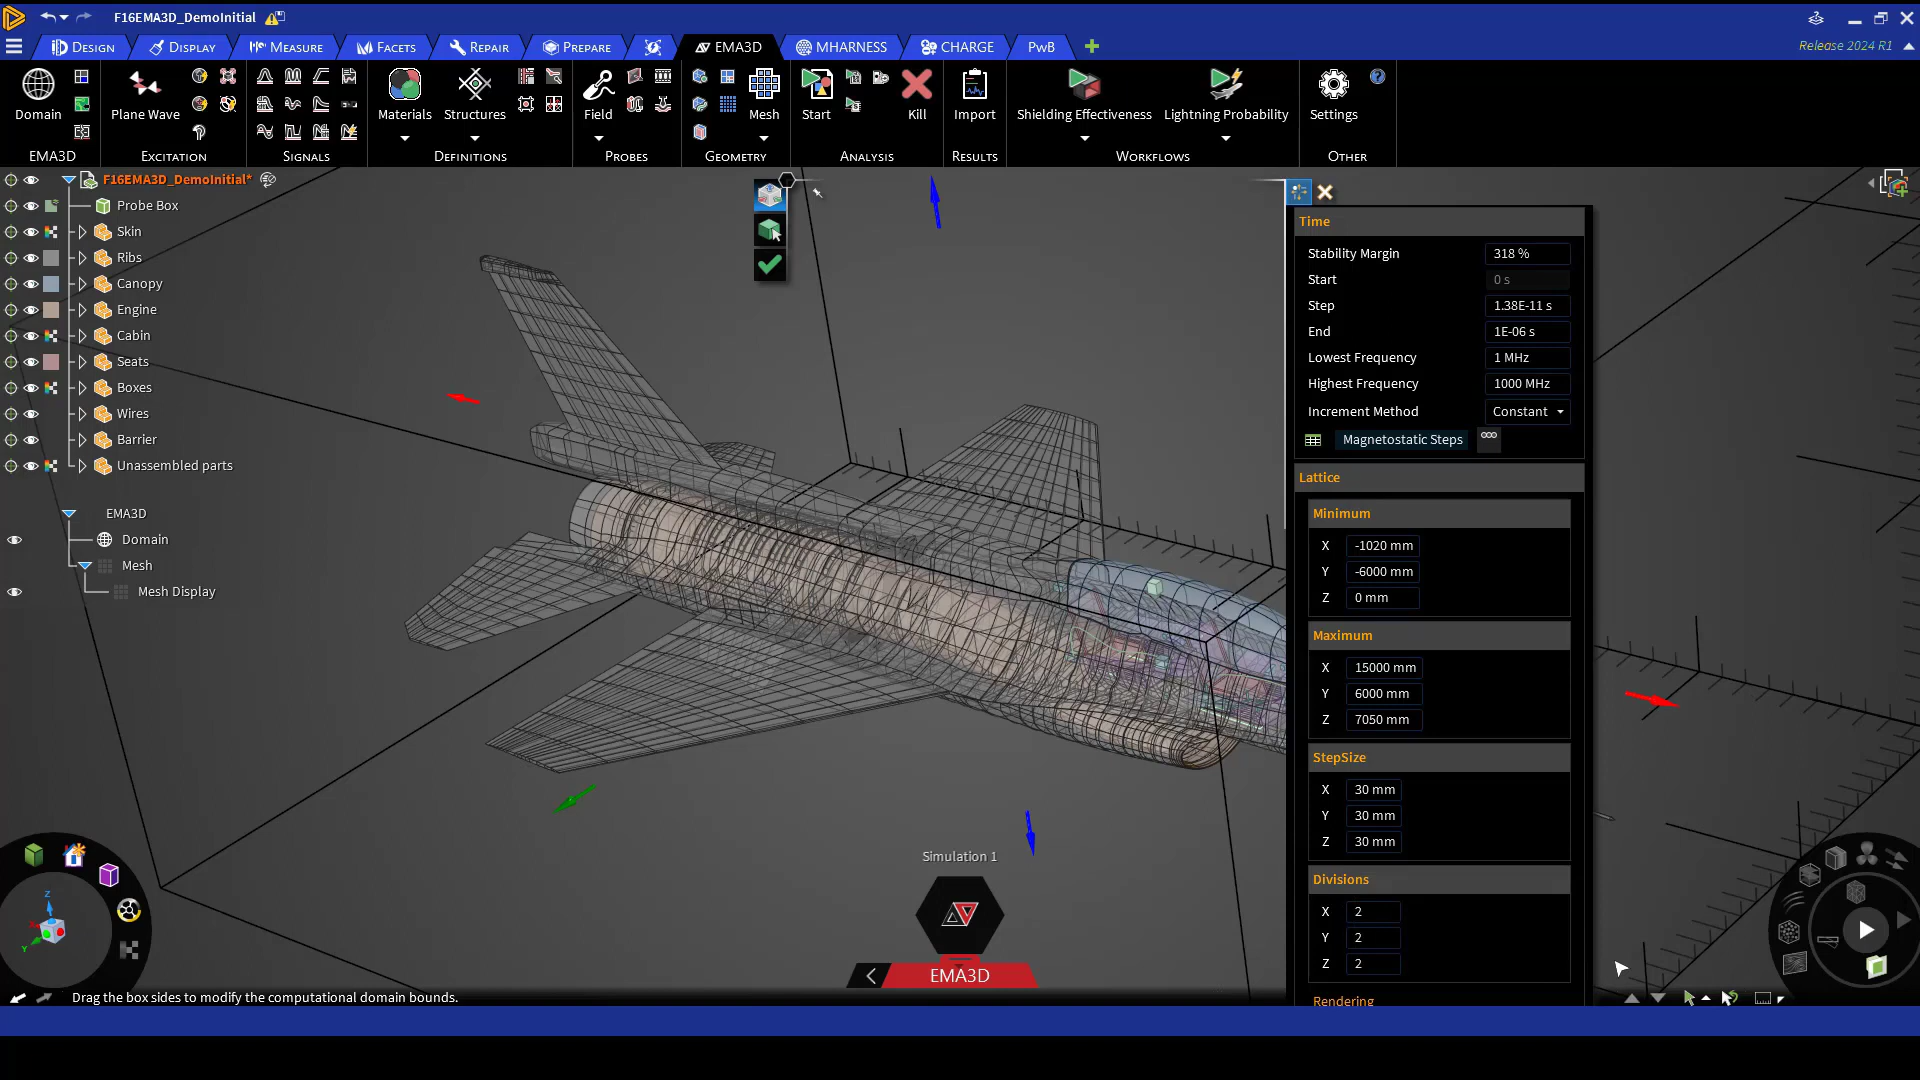 F16EMA3D_DemoInitial
Design
Display
Measure
Facets
Repair
Prepare
EMA3D
MHARNESS
CHARGE
PwB
Release 2024 R1
Domain
Plane Wave
Materials
Structures
Field
Mesh
Start
Kill
Import
Shielding Effectiveness
Lightning Probability
Settings
EMA3D
Excitation
Signals
Definitions
Probes
Geometry
Analysis
Results
Workflows
Other
F16EMA3D_DemoInitial*
Probe Box
Skin
Ribs
Canopy
Engine
Cabin
Seats
Boxes
Wires
Barrier
Unassembled parts
EMA3D
Domain
Mesh
Mesh Display
Time
Stability Margin 318 %
Start 0 s
Step 1.38E-11 s
End 1E-06 s
Lowest Frequency 1 MHz
Highest Frequency 1000 MHz
Increment Method Constant
Magnetostatic Steps
Lattice
Minimum
X -1020 mm
Y -6000 mm
Z 0 mm
Maximum
X 15000 mm
Y 6000 mm
Z 7050 mm
StepSize
X 30 mm
Y 30 mm
Z 30 mm
Divisions
X 2
Y 2
Z 2
Rendering
Simulation 1
EMA3D
Z
X
Y
Drag the box sides to modify the computational domain bounds.